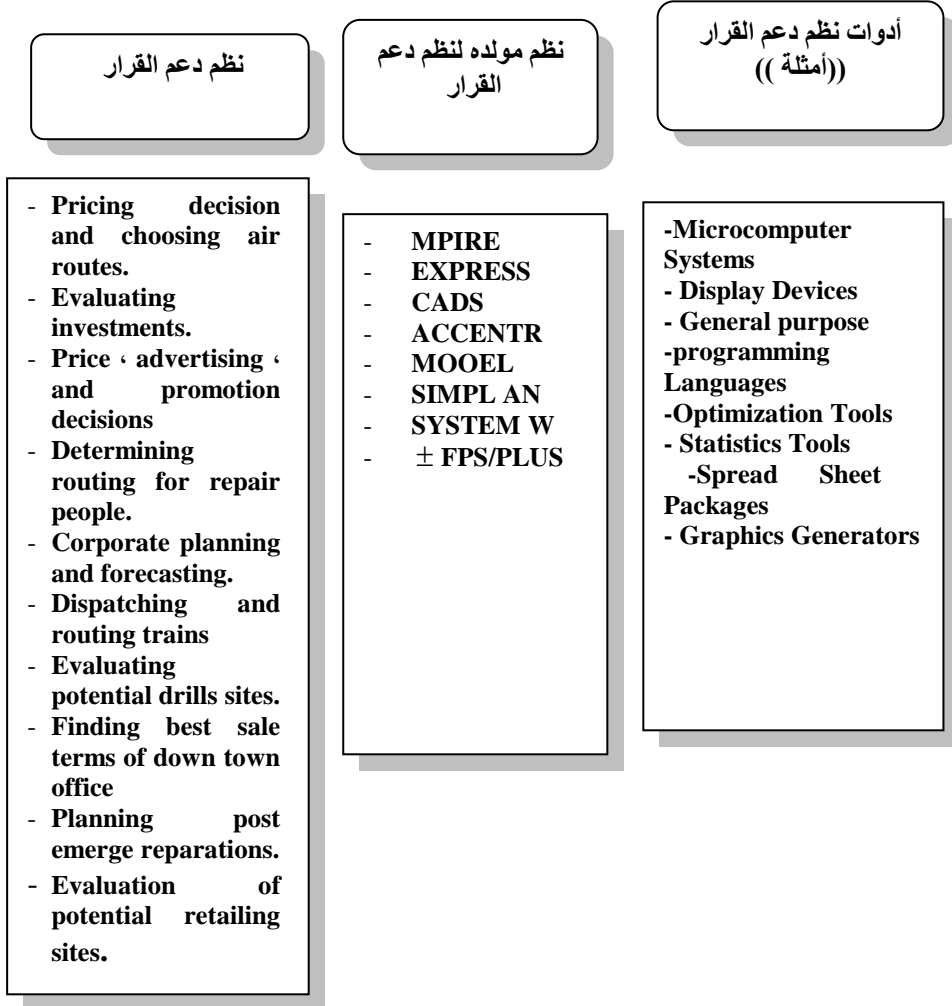 أدوات نظم دعم القرار
((أمثلة ))
نظم مولده لنظم دعم
القرار
نظم دعم القرار
-Microcomputer
Systems
- Display Devices
- General purpose
-programming
Languages
-Optimization Tools
- Statistics Tools
-Spread Sheet
Packages
- Graphics Generators
- MPIRE
- EXPRESS
- CADS
- ACCENTR
- MOOEL
- SIMPL AN
- SYSTEM W
- ± FPS/PLUS
- Pricing decision
and choosing air
routes.
- Evaluating
investments.
- Price ، advertising ،
and promotion
decisions
- Determining
routing for repair
people.
- Corporate planning
and forecasting.
- Dispatching and
routing trains
- Evaluating
potential drills sites.
- Finding best sale
terms of down town
office
- Planning post
emerge reparations.
- Evaluation of
potential retailing
sites.